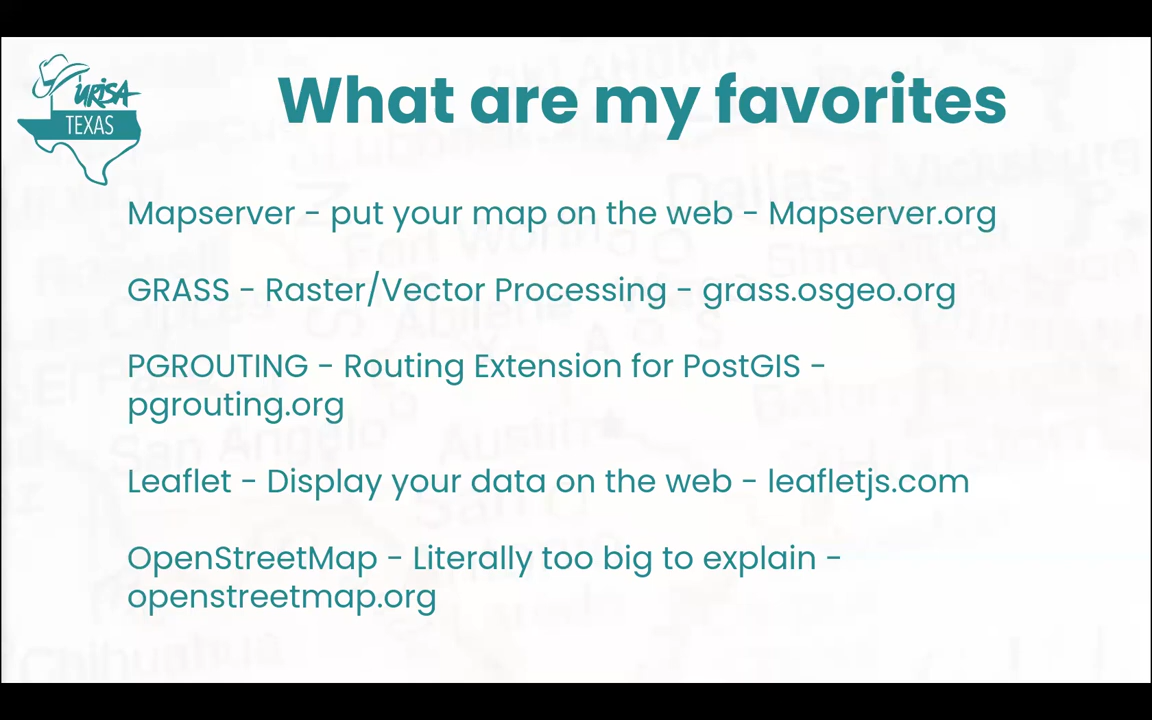 URISA
TEXAS
What are my favorites
Mapserver - put your map on the web - Mapserver.org
GRASS - Raster/Vector Processing - grass.osgeo.org
PGROUTING - Routing Extension for PostGIS -
pgrouting.org
Leaflet - Display your data on the web - leafletjs.com
OpenStreetMap - Literally too big to explain -
openstreetmap.org